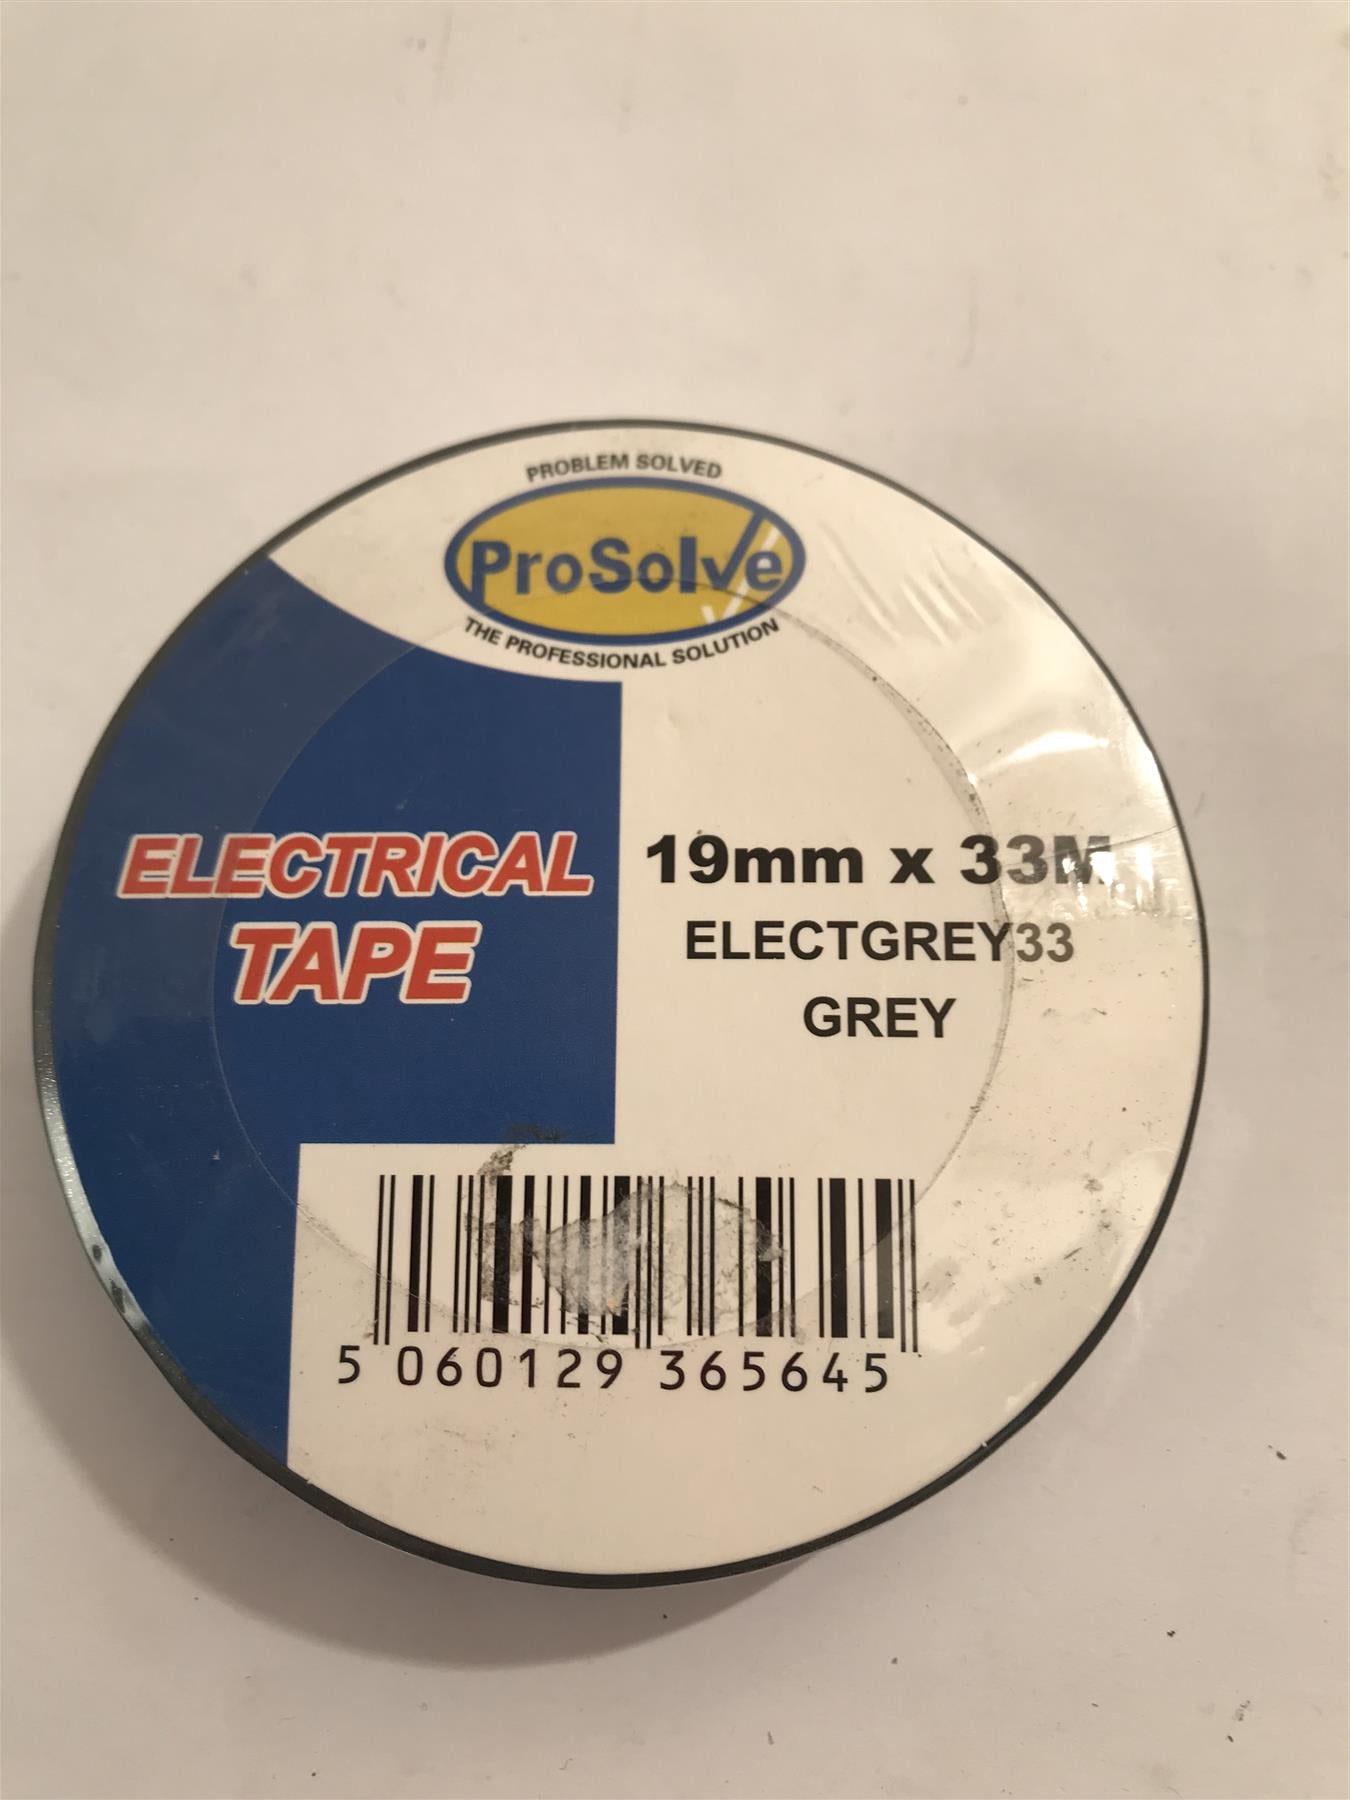 PROBLEM SOLVED
ProSolve
THE PROFESSIONAL SOLUTION
ELECTRICAL
TAPE
19mm x 33M
ELECTGREY33
GREY
5 060129 365645